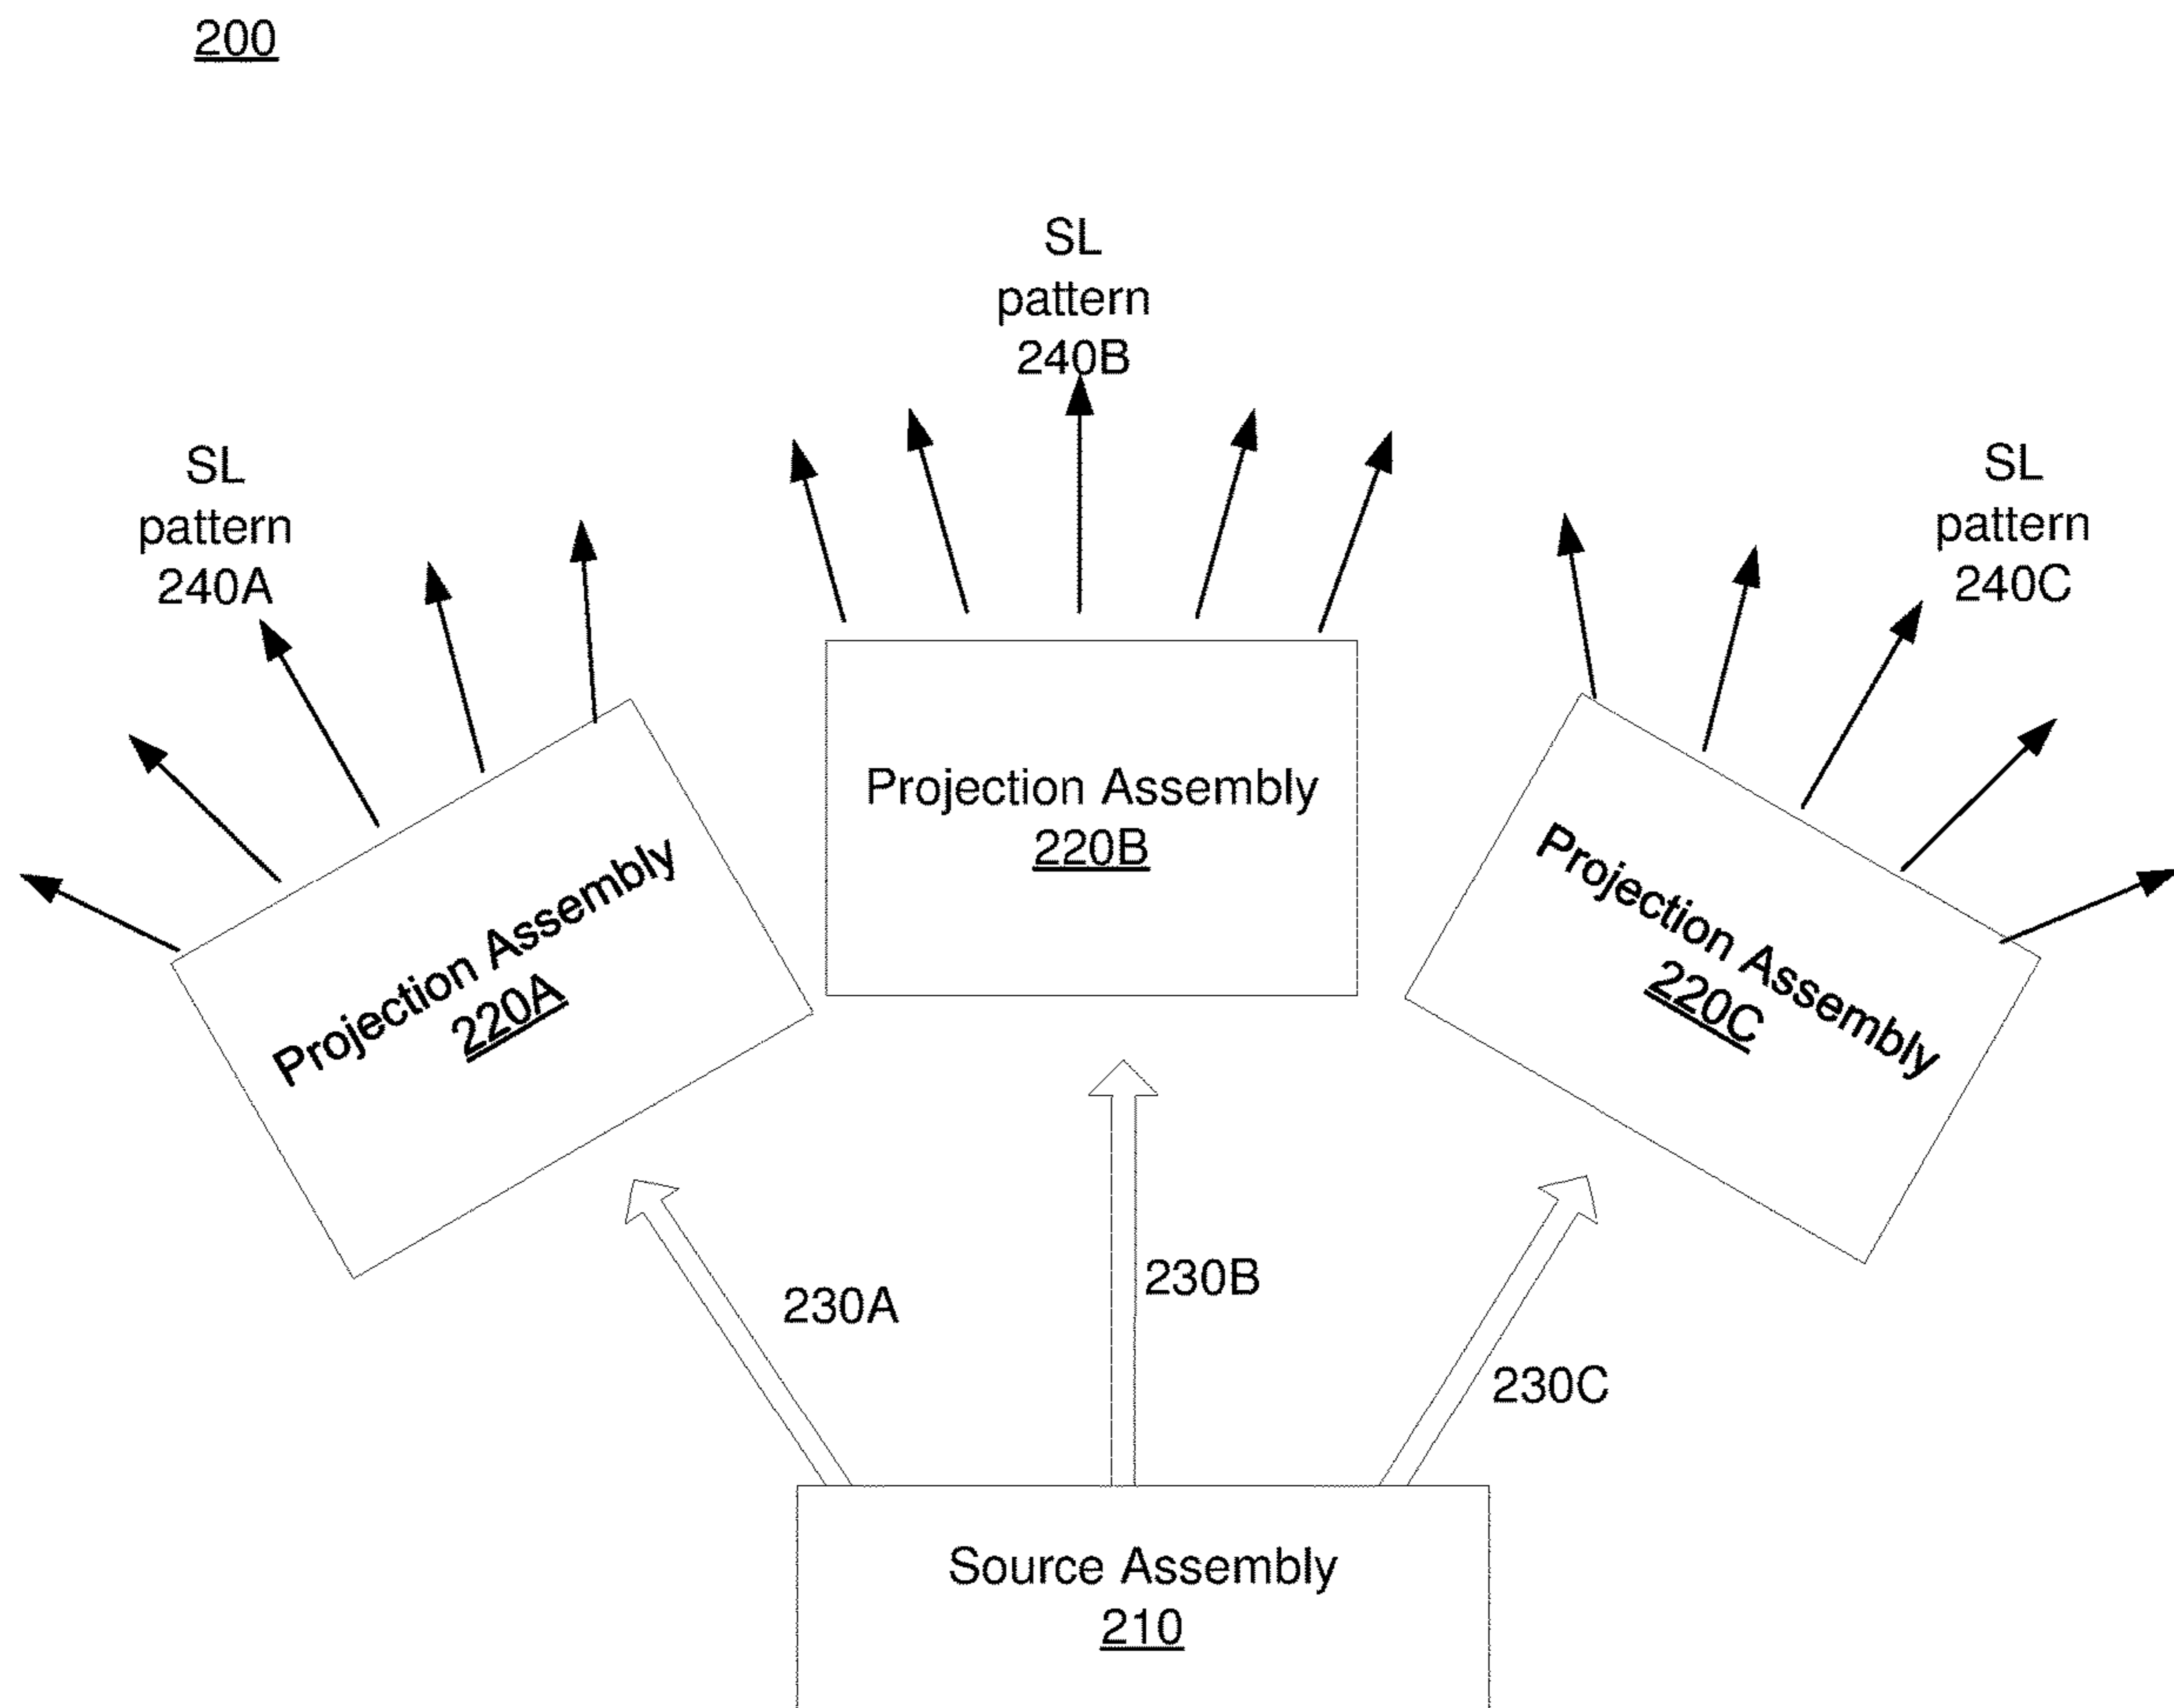 200
SL
pattern
240B
SL
pattern
240A
SL
pattern
240C
Projection Assembly
220A
Projection Assembly
220B
Projection Assembly
220C
230A
230B
230C
Source Assembly
210